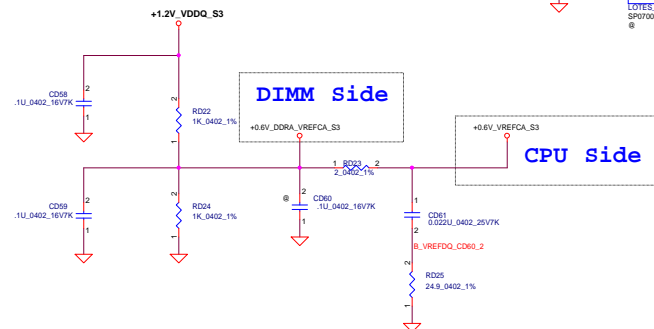 +1.2V_VDDQ_S3
LOTES_
SP0700
@
2
CD58
.1U_0402_16V7K
1
2
RD22
1K_0402_1%
1
DIMM Side
+0.6V_DDRA_VREFCA_S3
+0.6V_VREFCA_S3
CPU Side
1 RD23 2
2_0402_1%
2
CD59
.1U_0402_16V7K
1
2
RD24
1K_0402_1%
1
@
2
CD60
.1U_0402_16V7K
1
1
CD61
0.022U_0402_25V7K
2
B_VREFDQ_CD60_2
2
RD25
24.9_0402_1%
1